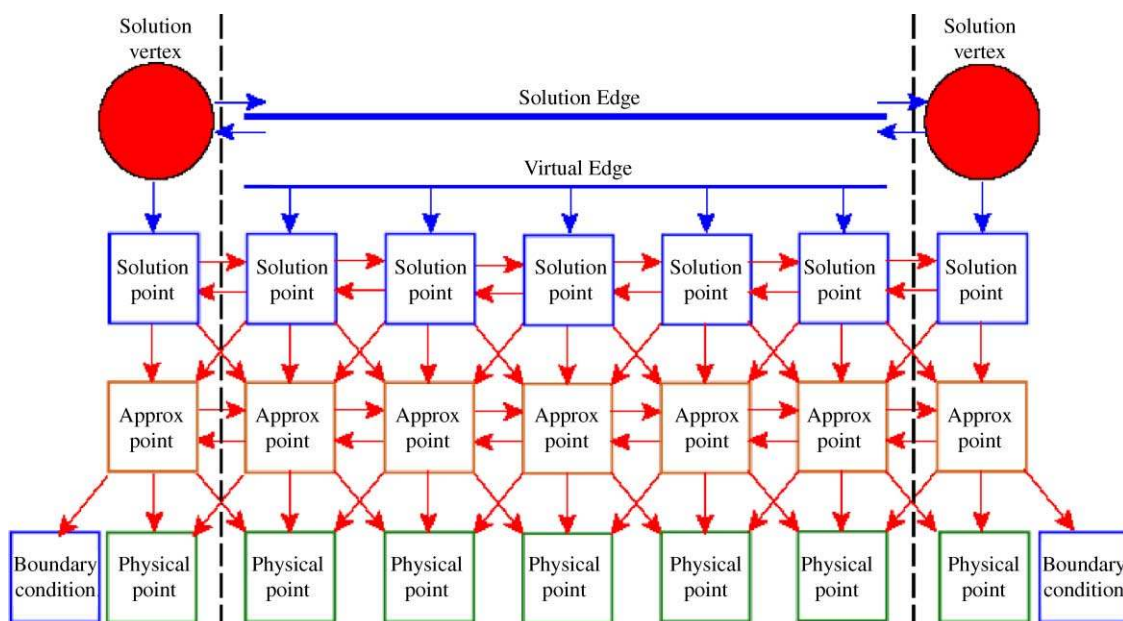 Solution
vertex
Solution
vertex
Solution Edge
Virtual Edge
Solution
point
Solution
point
Solution
point
Solution
point
Solution
point
Solution
point
Solution
point
Approx
point
Approx
point
Approx
point
Approx
point
Approx
point
Approx
point
Approx
point
Boundary
condition
Physical
point
Physical
point
Physical
point
Physical
point
Physical
point
Physical
point
Physical
point
Boundary
condition